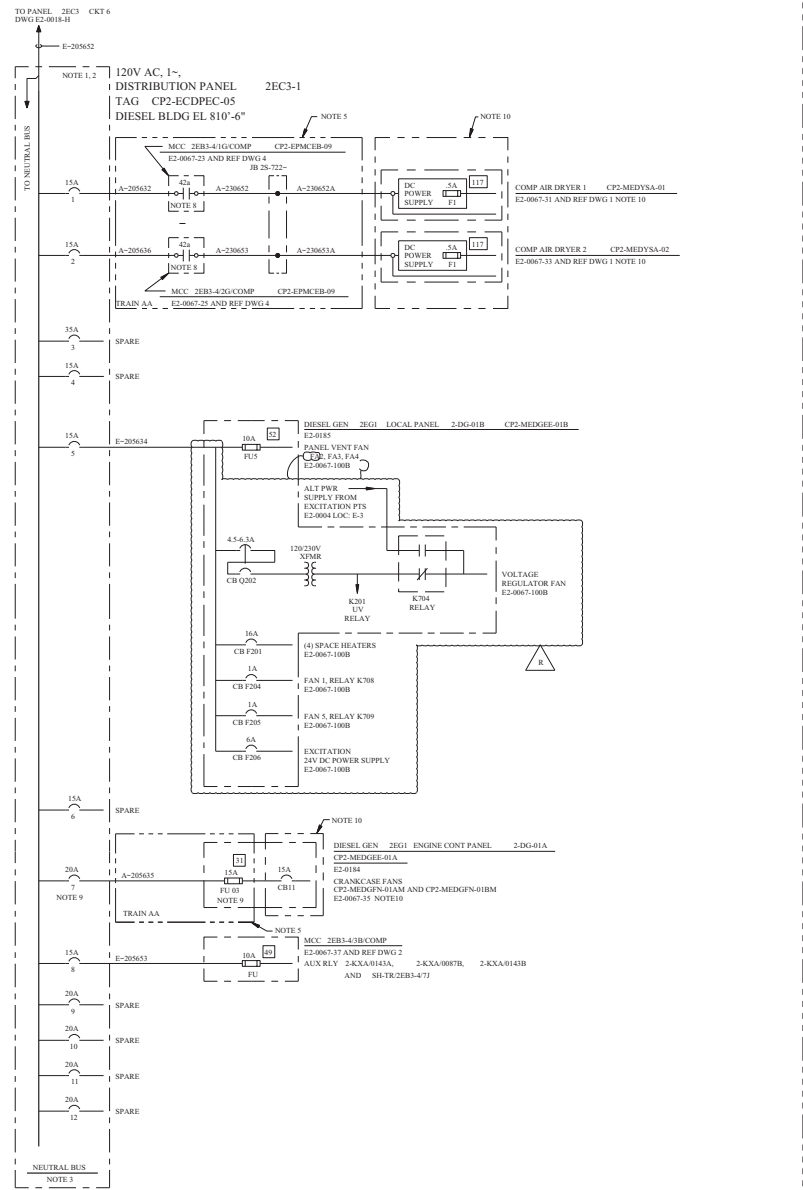 TO PANEL 2EC3 CKT 6
DWG E2-0018-H
E-205652
NOTE 1, 2
TO NEUTRAL BUS
120V AC, 1~,
DISTRIBUTION PANEL 2EC3-1
TAG CP2-ECDPEC-05
DIESEL BLDG EL 810'-6"
NOTE 5
NOTE 10
MCC 2EB3-4/1G/COMP CP2-EPMCEB-09
E2-0067-23 AND REF DWG 4
JB 2S-722~
15A
1
A-205632
42a
NOTE 8
A-230652
A-230652A
DC
POWER
SUPPLY
.5A
F1
117
COMP AIR DRYER 1 CP2-MEDYSA-01
E2-0067-31 AND REF DWG 1 NOTE 10
15A
2
A-205636
42a
NOTE 8
A-230653
A-230653A
DC
POWER
SUPPLY
.5A
F1
117
COMP AIR DRYER 2 CP2-MEDYSA-02
E2-0067-33 AND REF DWG 1 NOTE 10
MCC 2EB3-4/2G/COMP CP2-EPMCEB-09
TRAIN AA
E2-0067-25 AND REF DWG 4
35A
3
SPARE
15A
4
SPARE
15A
5
E-205634
10A
FU5
52
DIESEL GEN 2EG1 LOCAL PANEL 2-DG-01B CP2-MEDGEE-01B
E2-0185
PANEL VENT FAN
FA2, FA3, FA4
E2-0067-100B
ALT PWR
SUPPLY FROM
EXCITATION PTS
E2-0004 LOC: E-3
4.5-6.3A
CB Q202
120/230V
XFMR
K201
UV
RELAY
K704
RELAY
VOLTAGE
REGULATOR FAN
E2-0067-100B
16A
CB F201
(4) SPACE HEATERS
E2-0067-100B
R
1A
CB F204
FAN 1, RELAY K708
E2-0067-100B
1A
CB F205
FAN 5, RELAY K709
E2-0067-100B
6A
CB F206
EXCITATION
24V DC POWER SUPPLY
E2-0067-100B
15A
6
SPARE
NOTE 10
20A
7
NOTE 9
A-205635
31
15A
FU 03
NOTE 9
15A
CB11
DIESEL GEN 2EG1 ENGINE CONT PANEL 2-DG-01A
CP2-MEDGEE-01A
E2-0184
CRANKCASE FANS
CP2-MEDGFN-01AM AND CP2-MEDGFN-01BM
E2-0067-35 NOTE10
TRAIN AA
NOTE 5
15A
8
E-205653
10A
FU
49
MCC 2EB3-4/3B/COMP
E2-0067-37 AND REF DWG 2
AUX RLY 2-KXA/0143A, 2-KXA/0087B, 2-KXA/0143B
AND SH-TR/2EB3-4/7J
20A
9
SPARE
20A
10
SPARE
20A
11
SPARE
20A
12
SPARE
NEUTRAL BUS
NOTE 3